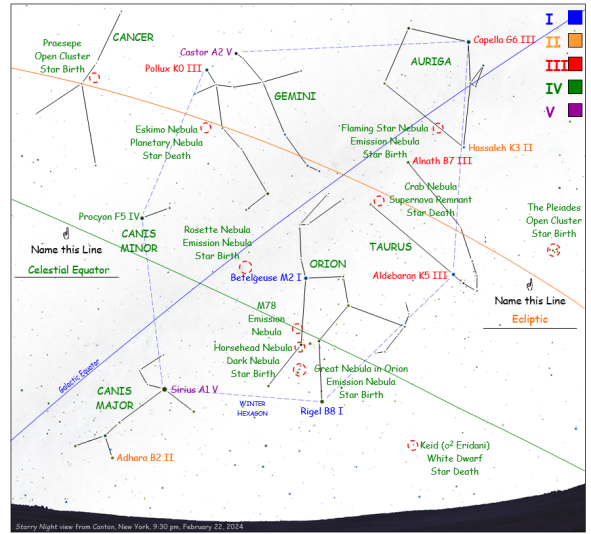 CANCER
Praesepe
Open Cluster
Star Birth
Castor A2 V
Pollux K0 III
GEMINI
Capella G6 III
AURIGA
I
II
III
IV
V
Eskimo Nebula
Planetary Nebula
Star Death
Flaming Star Nebula
Emission Nebula
Star Birth
Hassaleh K3 II
Alnath B7 III
Crab Nebula
Supernova Remnant
Star Death
The Pleiades
Open Cluster
Star Birth
Procyon F5 IV
CANIS
MINOR
Name this Line
Celestial Equator
Rosette Nebula
Emission Nebula
Star Birth
TAURUS
ORION
Betelgeuse M2 I
Aldebaran K5 III
Name this Line
Ecliptic
M78
Emission
Nebula
Horsehead Nebula
Dark Nebula
Star Birth
Great Nebula in Orion
Emission Nebula
Star Birth
Galactic Equator
CANIS
MAJOR
Sirius A1 V
WINTER
HEXAGON
Rigel B8 I
Adhara B2 II
Keid (o² Eridani)
White Dwarf
Star Death
Starry Night view from Canton, New York, 9:30 pm, February 22, 2024